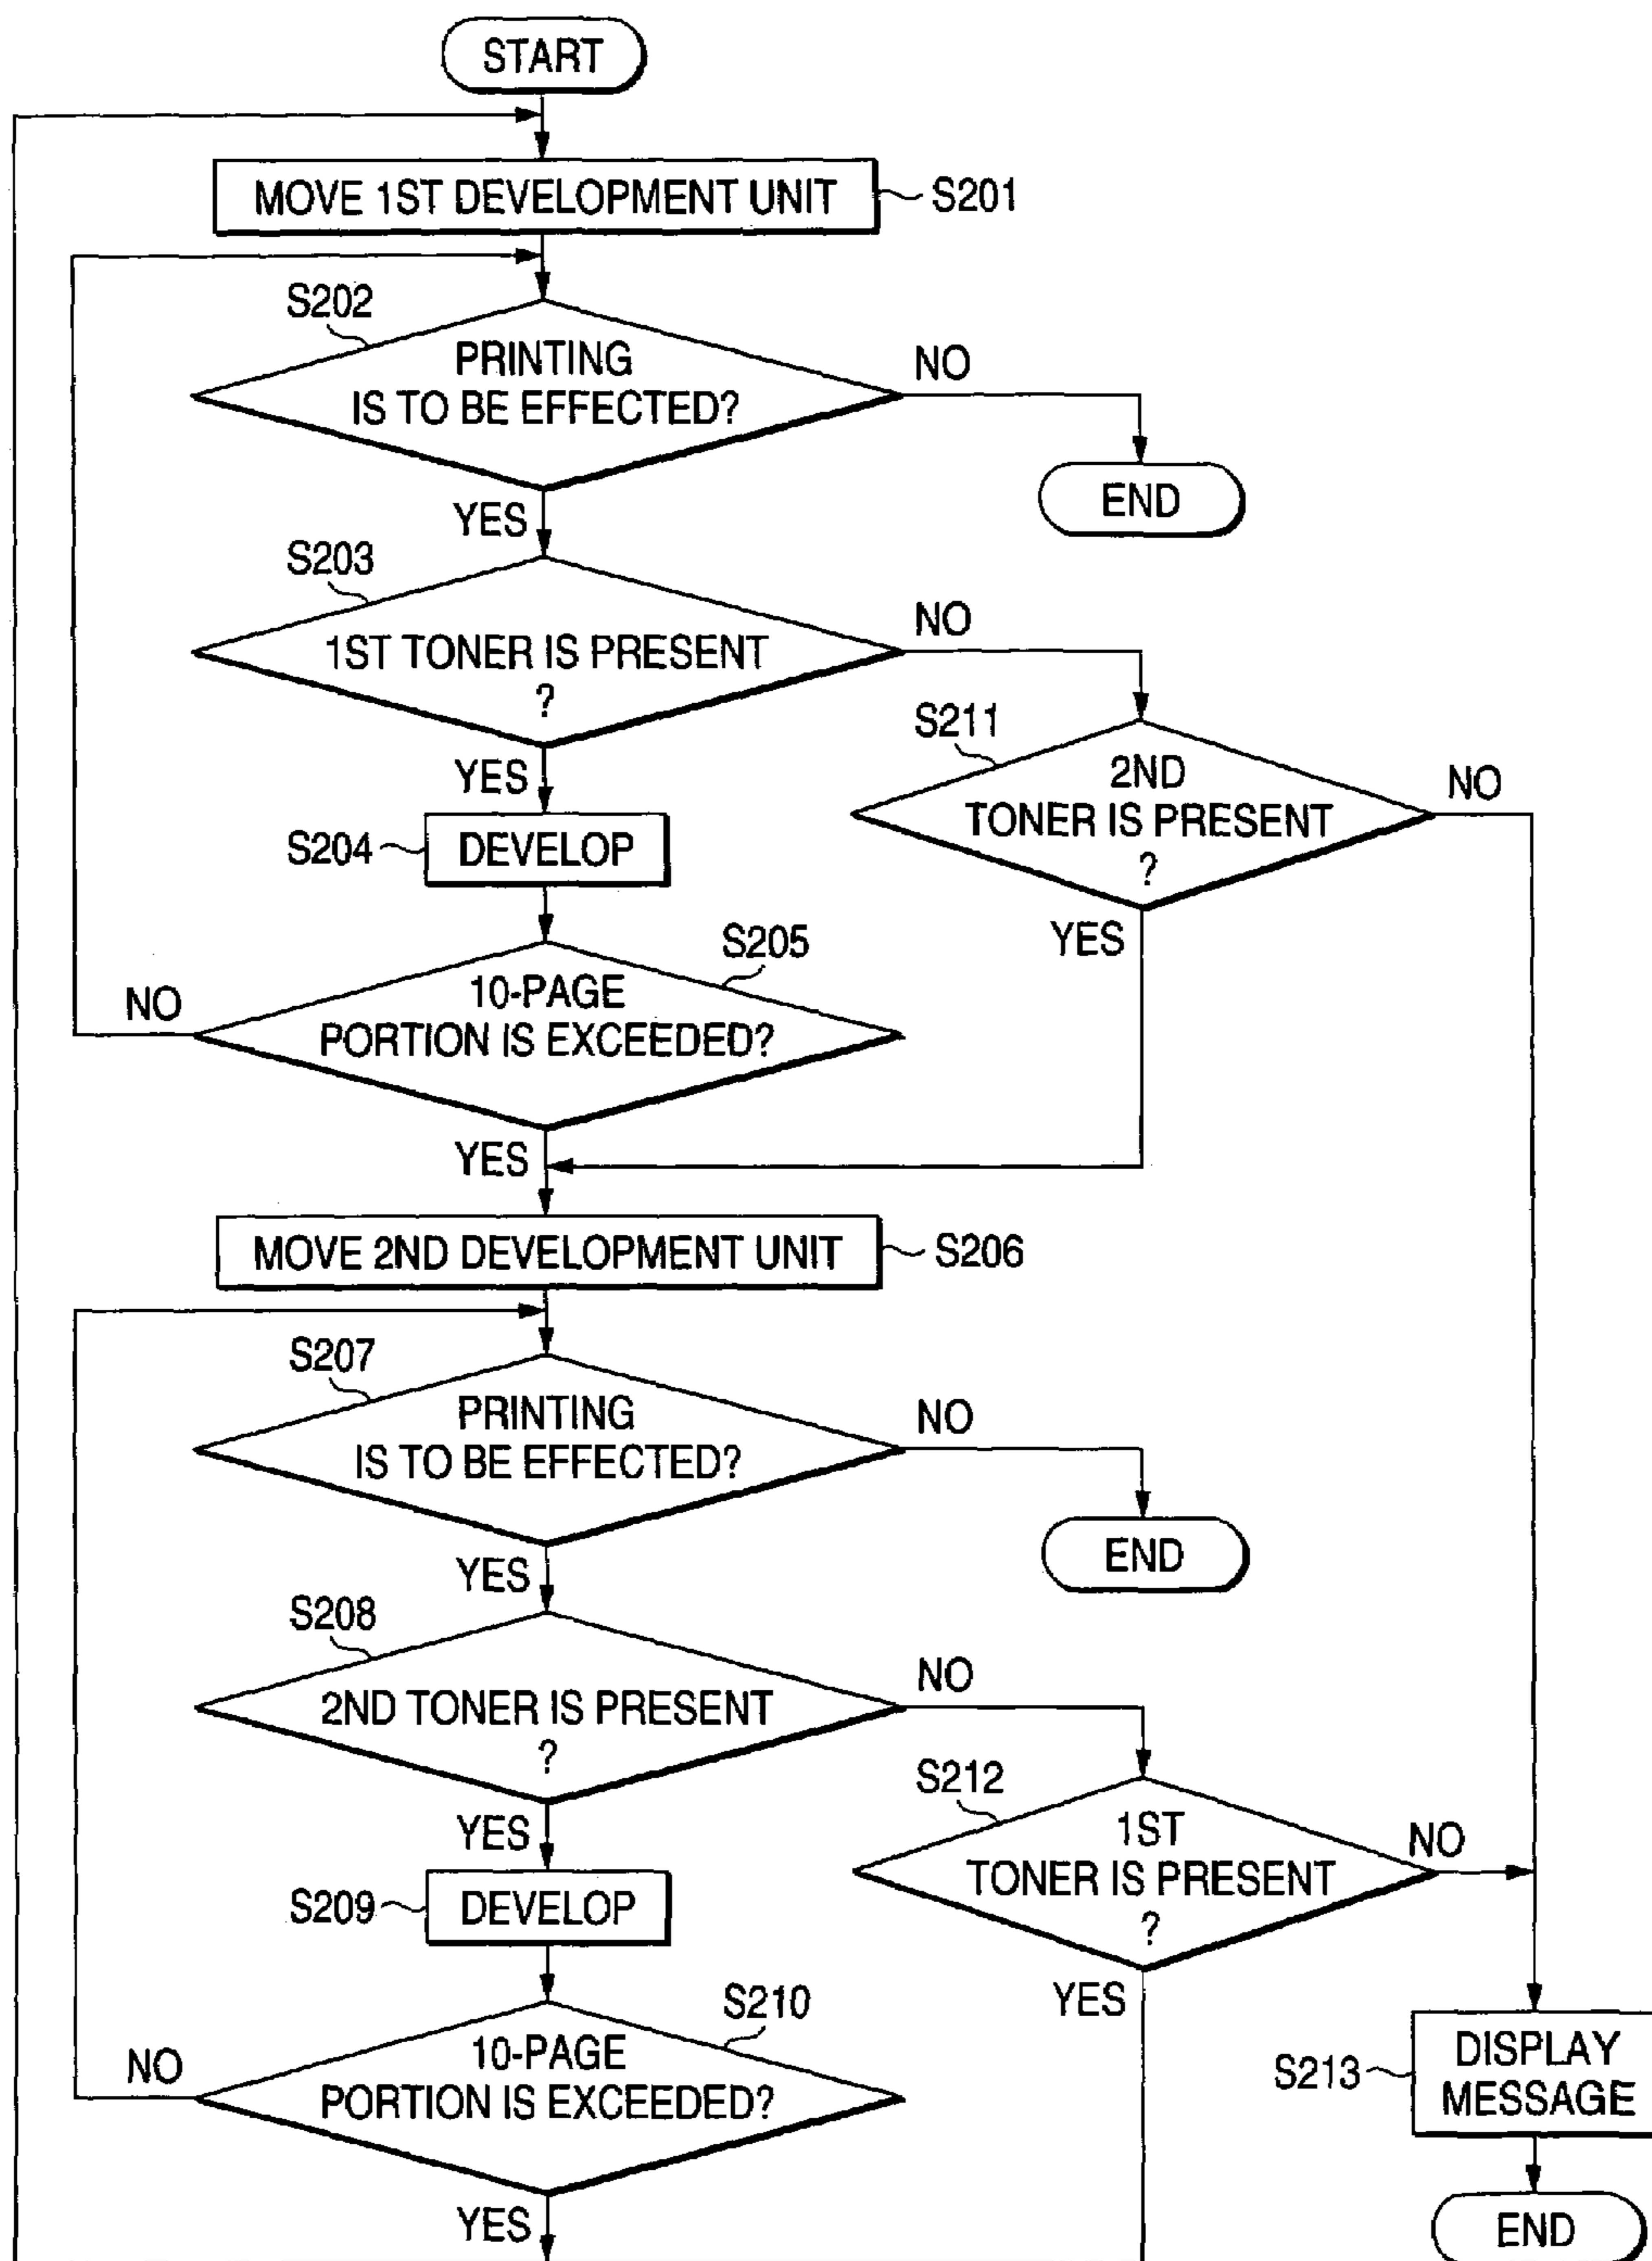 START
MOVE 1ST DEVELOPMENT UNIT
S201
S202
PRINTING
IS TO BE EFFECTED?
NO
END
YES
S203
1ST TONER IS PRESENT
?
NO
YES
S211
2ND
TONER IS PRESENT
?
NO
YES
S204
DEVELOP
S205
10-PAGE
PORTION IS EXCEEDED?
NO
YES
MOVE 2ND DEVELOPMENT UNIT
S206
S207
PRINTING
IS TO BE EFFECTED?
NO
END
YES
S208
2ND TONER IS PRESENT
?
NO
YES
S212
1ST
TONER IS PRESENT
?
NO
YES
S209
DEVELOP
S210
10-PAGE
PORTION IS EXCEEDED?
NO
YES
S213
DISPLAY
MESSAGE
END